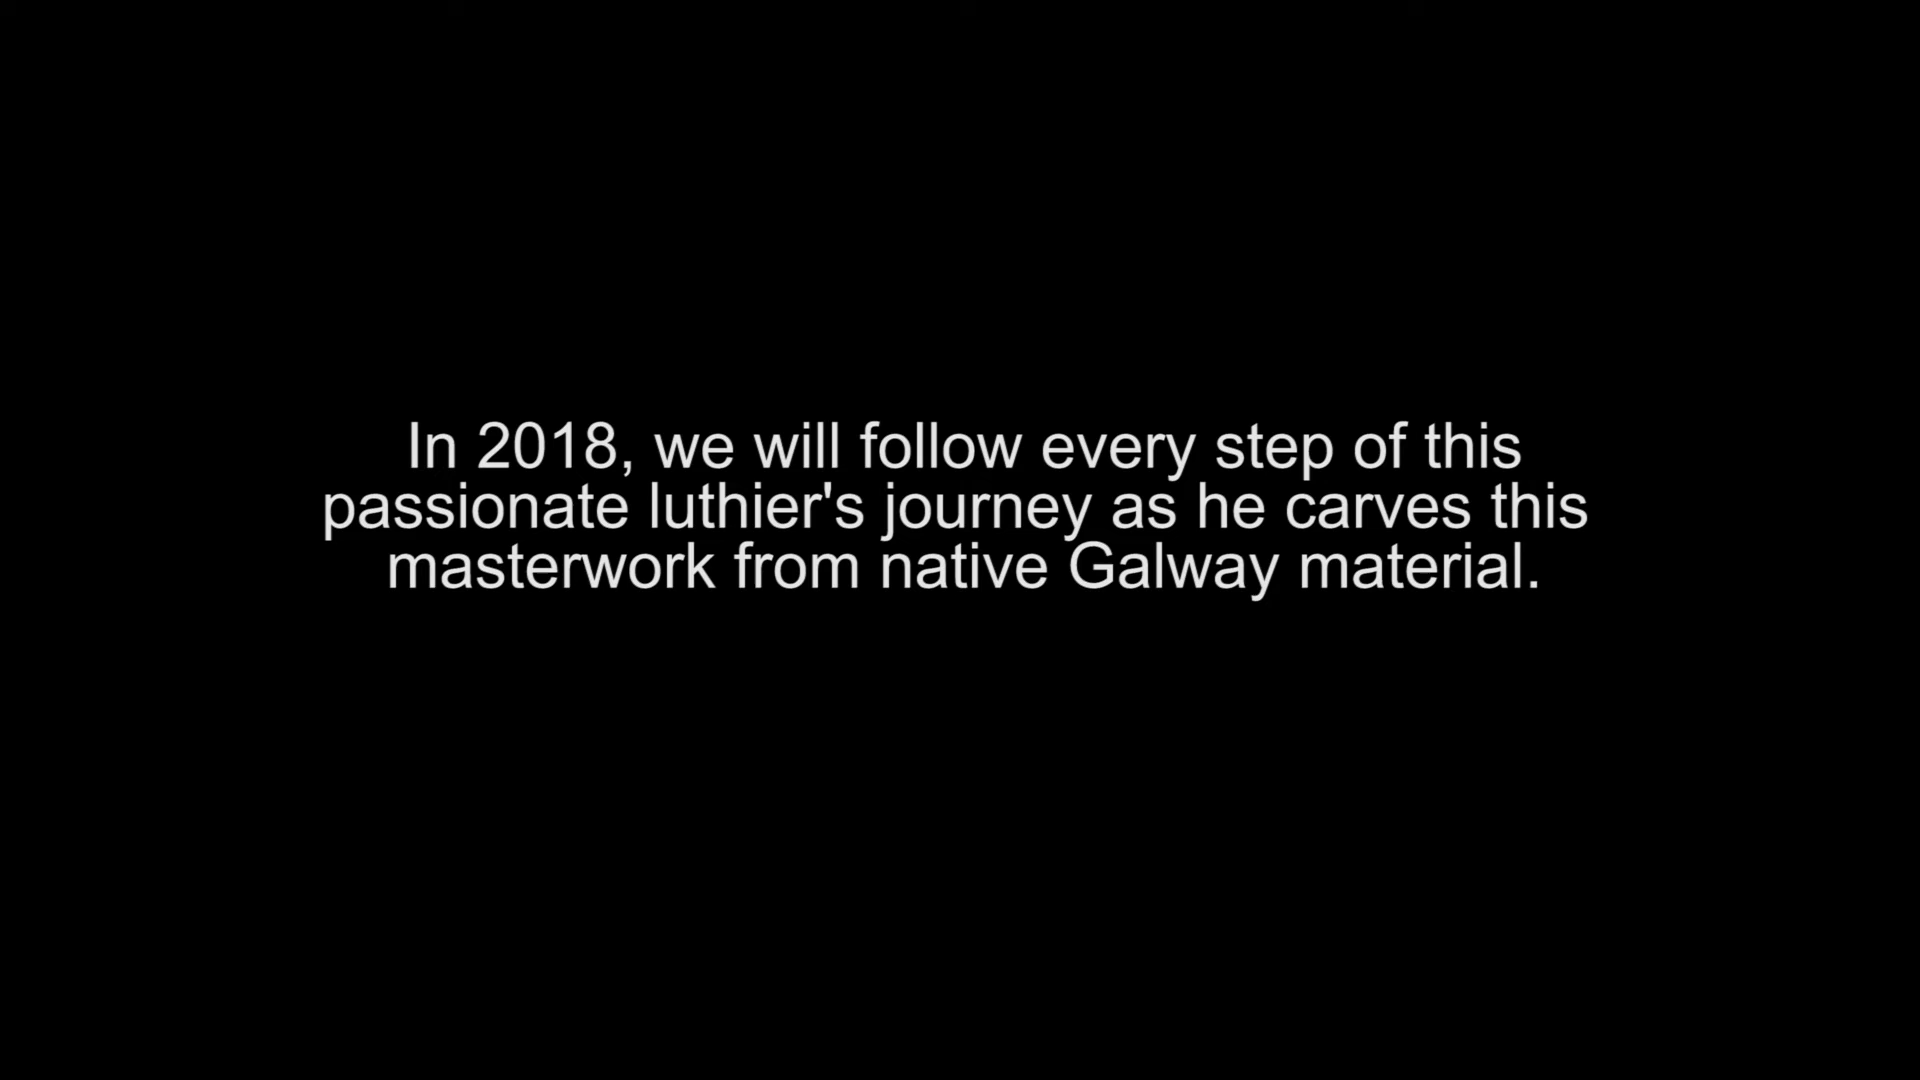 In 2018, we will follow every step of this
passionate luthier's journey as he carves this
masterwork from native Galway material.